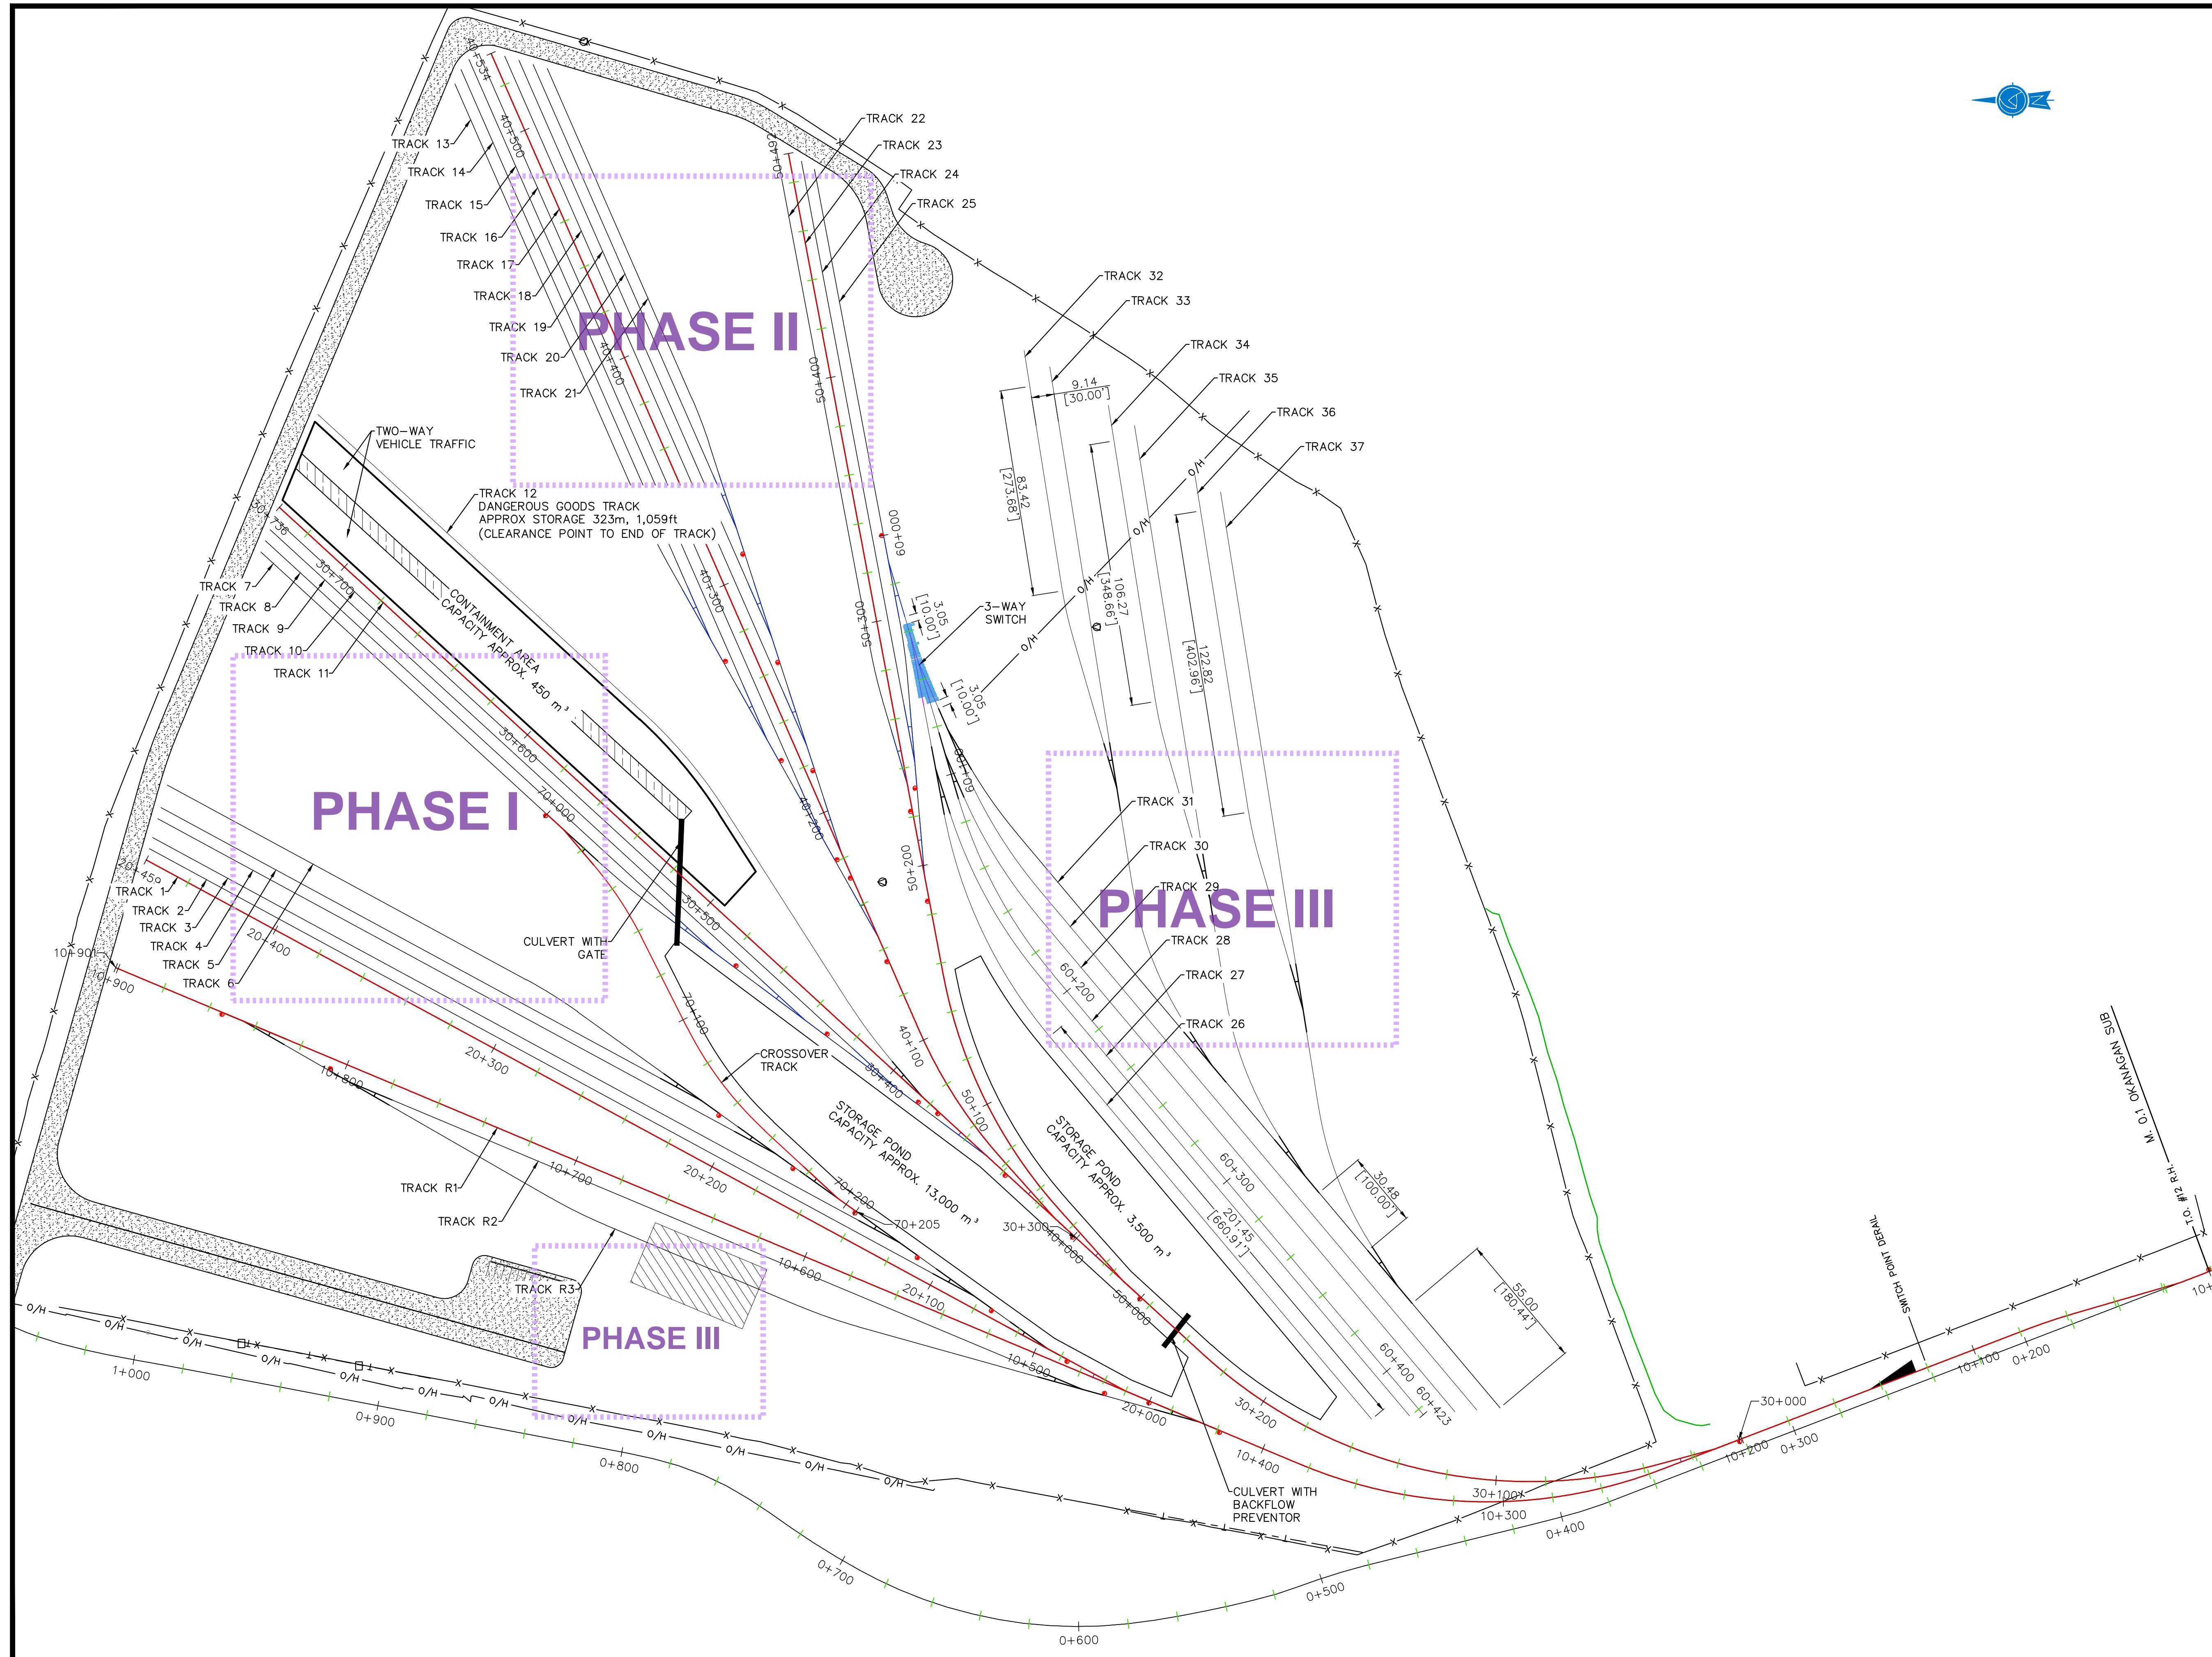 40+534
40+500
TRACK 13
TRACK 14
TRACK 15
TRACK 16
TRACK 17
TRACK 18
TRACK 19
TRACK 20
TRACK 21
40+400
PHASE II
TRACK 22
TRACK 23
TRACK 24
TRACK 25
50+492
50+400
50+300
60+000
TRACK 32
TRACK 33
TRACK 34
TRACK 35
TRACK 36
TRACK 37
9.14
[30.00']
83.42
[273.68']
106.27
[348.66']
122.82
[402.96']
O/H
O/H
O/H
O/H
N
TWO-WAY
VEHICLE TRAFFIC
TRACK 12
DANGEROUS GOODS TRACK
APPROX STORAGE 323m, 1,059ft
(CLEARANCE POINT TO END OF TRACK)
30+736
30+700
TRACK 7
TRACK 8
TRACK 9
TRACK 10
TRACK 11
CONTAINMENT AREA
CAPACITY APPROX. 450 m³
40+300
3.05
[10.00']
3-WAY
SWITCH
3.05
[10.00']
30+600
70+000
PHASE I
40+200
50+200
60+100
20+459
TRACK 1
TRACK 2
TRACK 3
TRACK 4
TRACK 5
TRACK 6
20+400
10+901
10+900
30+500
CULVERT WITH
GATE
70+100
CROSSOVER
TRACK
30+400
40+100
50+100
TRACK 31
TRACK 30
TRACK 29
PHASE III
TRACK 28
TRACK 27
TRACK 26
60+200
60+300
20+300
10+800
STORAGE POND
CAPACITY APPROX. 13,000 m³
STORAGE POND
CAPACITY APPROX. 3,500 m³
TRACK R1
TRACK R2
TRACK R3
10+700
20+200
70+200
70+205
30+300
40+000
50+000
201.45
[660.91']
30.48
[100.00']
55.00
[180.44']
PHASE III
10+600
20+100
10+500
20+000
10+400
30+200
60+400
60+423
CULVERT WITH
BACKFLOW
PREVENTOR
30+100
10+300
30+000
10+200
10+100
SWITCH POINT DERAIL
T.O. #12 R.H.
M. 0.1 OKANAGAN SUB
O/H
O/H
O/H
O/H
O/H
O/H
O/H
O/H
O/H
O/H
O/H
O/H
1+000
0+900
0+800
0+700
0+600
0+500
0+400
0+300
0+200